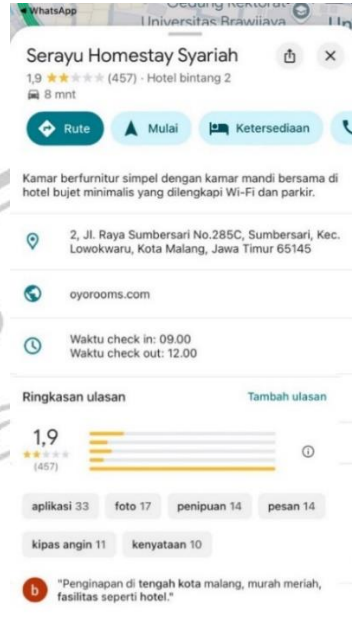 WhatsApp
Universitas Brawijaya
Serayu Homestay Syariah
1,9 (457) · Hotel bintang 2
8 mnt
Rute
Mulai
Ketersediaan
Kamar berfurnitur simpel dengan kamar mandi bersama di
hotel bujet minimalis yang dilengkapi Wi-Fi dan parkir.
2, Jl. Raya Sumbersari No.285C, Sumbersari, Kec.
Lowokwaru, Kota Malang, Jawa Timur 65145
oyorooms.com
Waktu check in: 09.00
Waktu check out: 12.00
Ringkasan ulasan
Tambah ulasan
1,9
(457)
aplikasi 33
foto 17
penipuan 14
pesan 14
kipas angin 11
kenyataan 10
b
"Penginapan di tengah kota malang, murah meriah,
fasilitas seperti hotel."